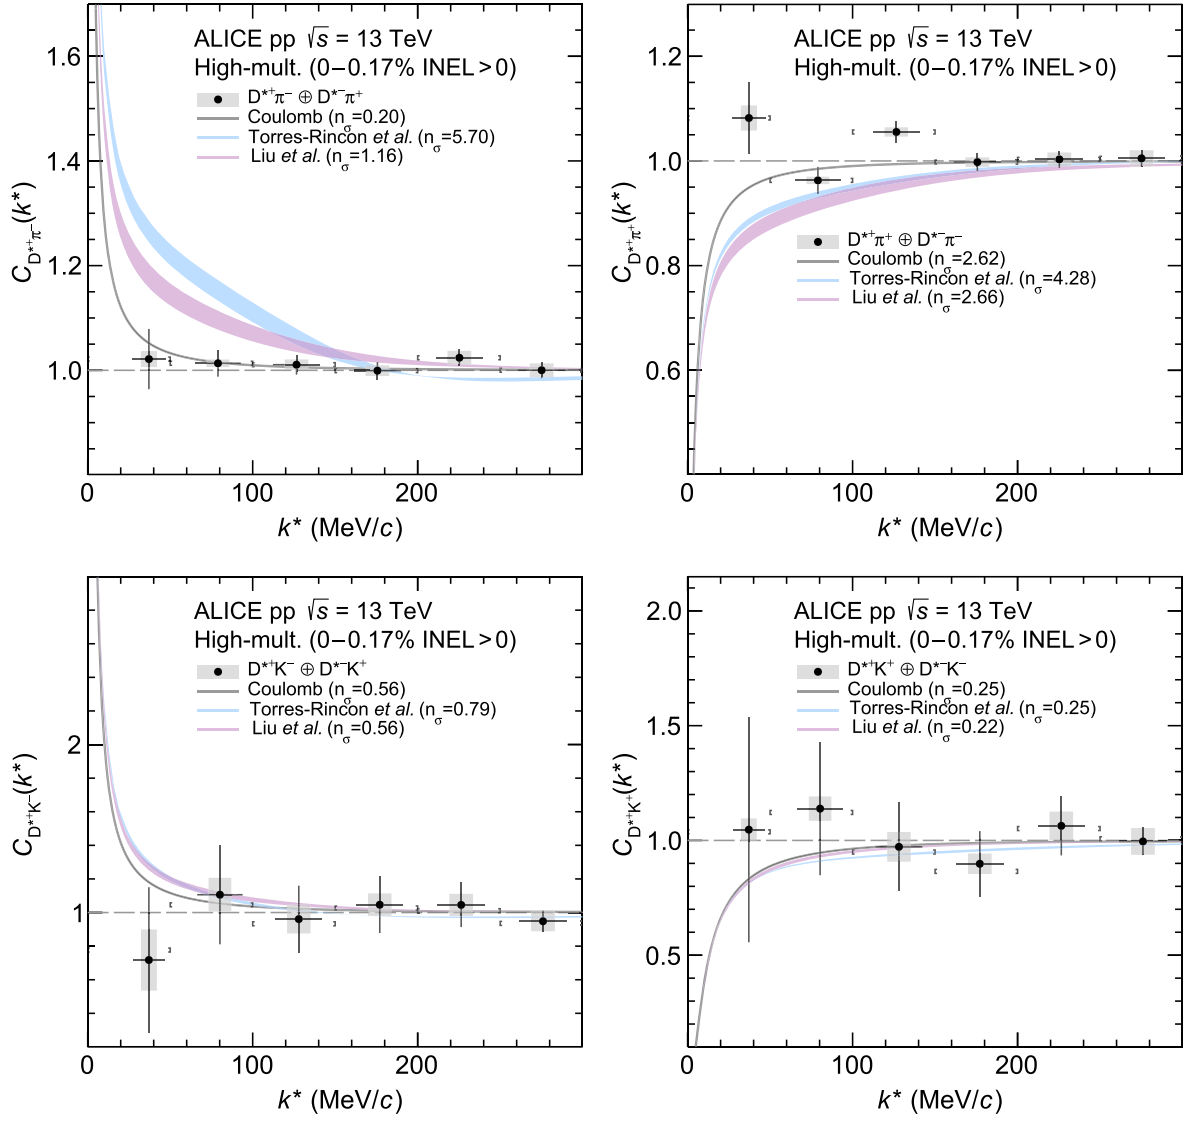 ALICE pp √s = 13 TeV
High-mult. (0−0.17% INEL>0)
D*⁺π⁻ ⊕ D*⁻π⁺
Coulomb (nσ=0.20)
Torres-Rincon et al. (nσ=5.70)
Liu et al. (nσ=1.16)
C D*⁺π⁻(k*)
1.6
1.4
1.2
1.0
0 100 200
k* (MeV/c)
ALICE pp √s = 13 TeV
High-mult. (0−0.17% INEL>0)
D*⁺π⁺ ⊕ D*⁻π⁻
Coulomb (nσ=2.62)
Torres-Rincon et al. (nσ=4.28)
Liu et al. (nσ=2.66)
C D*⁺π⁺(k*)
1.2
1.0
0.8
0.6
0 100 200
k* (MeV/c)
ALICE pp √s = 13 TeV
High-mult. (0−0.17% INEL>0)
D*⁺K⁻ ⊕ D*⁻K⁺
Coulomb (nσ=0.56)
Torres-Rincon et al. (nσ=0.79)
Liu et al. (nσ=0.56)
C D*⁺K⁻(k*)
2
1
0 100 200
k* (MeV/c)
ALICE pp √s = 13 TeV
High-mult. (0−0.17% INEL>0)
D*⁺K⁺ ⊕ D*⁻K⁻
Coulomb (nσ=0.25)
Torres-Rincon et al. (nσ=0.25)
Liu et al. (nσ=0.22)
C D*⁺K⁺(k*)
2.0
1.5
1.0
0.5
0 100 200
k* (MeV/c)